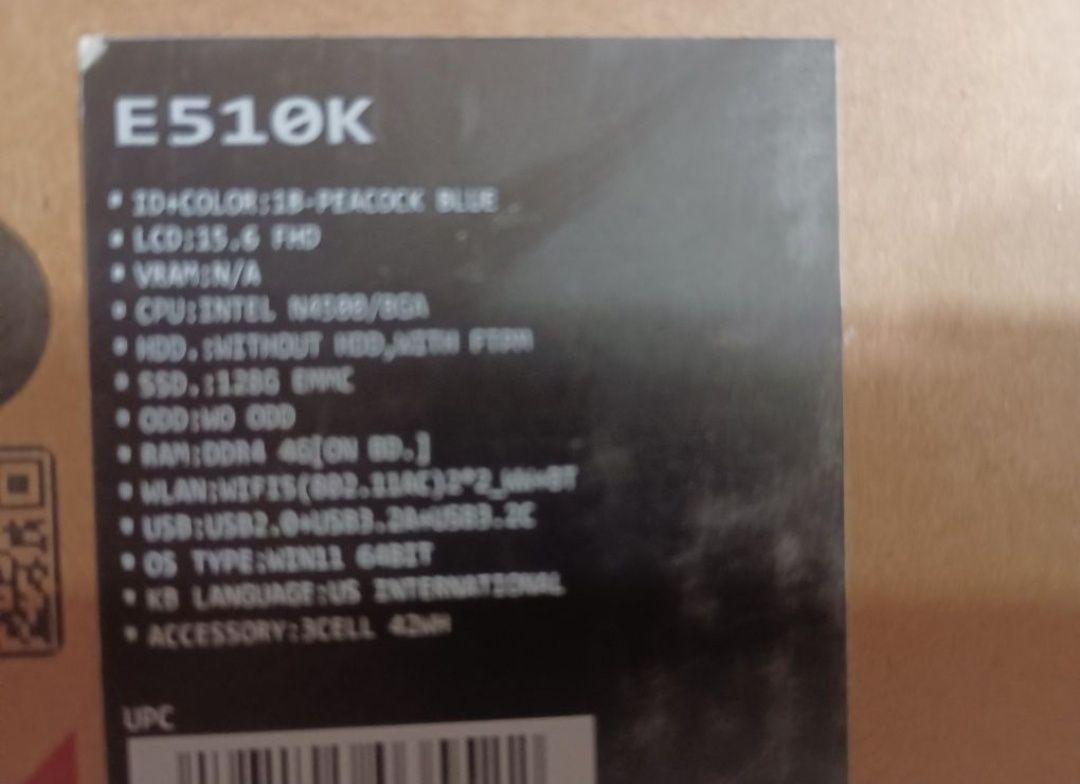 E510K
* ID+COLOR:1B-PEACOCK BLUE
* LCD:15.6 FHD
* VRAM:N/A
* CPU:INTEL N4500/BGA
* HDD.:WITHOUT HDD,WITH
* SSD.:128G EMMC
* ODD:WO ODD
* RAM:DDR4 4G[ON BD.]
* WLAN:WIFI5(802.11AC)2*2_WW+BT
* USB:USB2.0+USB3.2A+USB3.2C
* OS TYPE:WIN11 64BIT
* KB LANGUAGE:US INTERNATIONAL
* ACCESSORY:3CELL 42WH
UPC